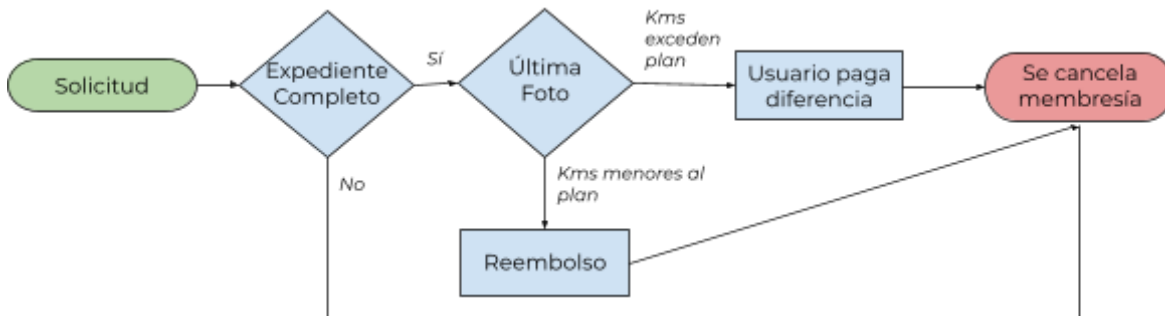 Solicitud
Expediente
Completo
Sí
Última
Foto
Kms
exceden
plan
Usuario paga
diferencia
Se cancela
membresía
No
Kms menores al
plan
Reembolso